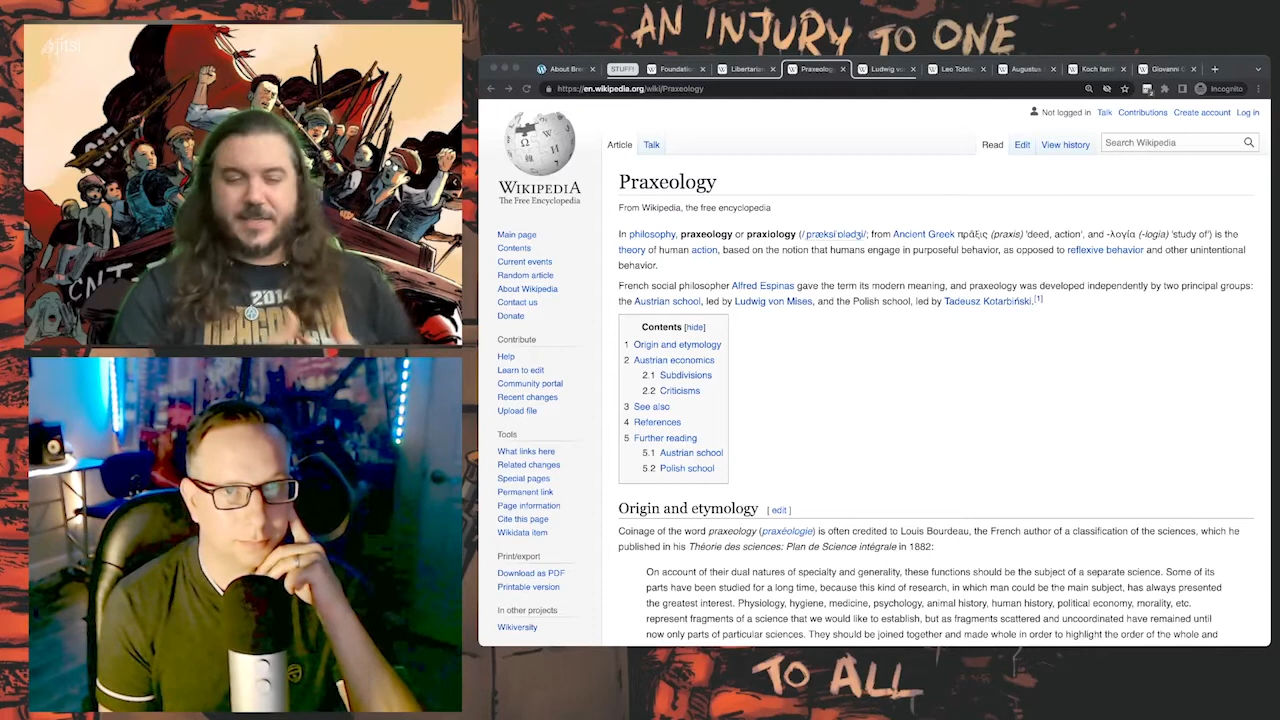 AN INJURY TO ONE
jitsi
CNT
CNT
2014
About Bre
STUFF!
Foundation
Libertarian
Praxeology
Ludwig von
Leo Tolsto
Augustus
Koch fami
Giovanni
https://en.wikipedia.org/wiki/Praxeology
Incognito
Not logged in Talk Contributions Create account Log in
Article Talk
Read Edit View history
Search Wikipedia
WIKIPEDIA
The Free Encyclopedia
Main page
Contents
Current events
Random article
About Wikipedia
Contact us
Donate
Contribute
Help
Learn to edit
Community portal
Recent changes
Upload file
Tools
What links here
Related changes
Special pages
Permanent link
Page information
Cite this page
Wikidata item
Print/export
Download as PDF
Printable version
In other projects
Wikiversity
Praxeology
From Wikipedia, the free encyclopedia
In philosophy, praxeology or praxiology (/ˌpræksiˈɒlədʒi/; from Ancient Greek πρᾶξις (praxis) 'deed, action', and -λογία (-logia) 'study of') is the
theory of human action, based on the notion that humans engage in purposeful behavior, as opposed to reflexive behavior and other unintentional
behavior.
French social philosopher Alfred Espinas gave the term its modern meaning, and praxeology was developed independently by two principal groups:
the Austrian school, led by Ludwig von Mises, and the Polish school, led by Tadeusz Kotarbiński.[1]
Contents [hide]
1 Origin and etymology
2 Austrian economics
2.1 Subdivisions
2.2 Criticisms
3 See also
4 References
5 Further reading
5.1 Austrian school
5.2 Polish school
Origin and etymology [ edit ]
Coinage of the word praxeology (praxéologie) is often credited to Louis Bourdeau, the French author of a classification of the sciences, which he
published in his Théorie des sciences: Plan de Science intégrale in 1882:
On account of their dual natures of specialty and generality, these functions should be the subject of a separate science. Some of its
parts have been studied for a long time, because this kind of research, in which man could be the main subject, has always presented
the greatest interest. Physiology, hygiene, medicine, psychology, animal history, human history, political economy, morality, etc.
represent fragments of a science that we would like to establish, but as fragments scattered and uncoordinated have remained until
now only parts of particular sciences. They should be joined together and made whole in order to highlight the order of the whole and
TO ALL